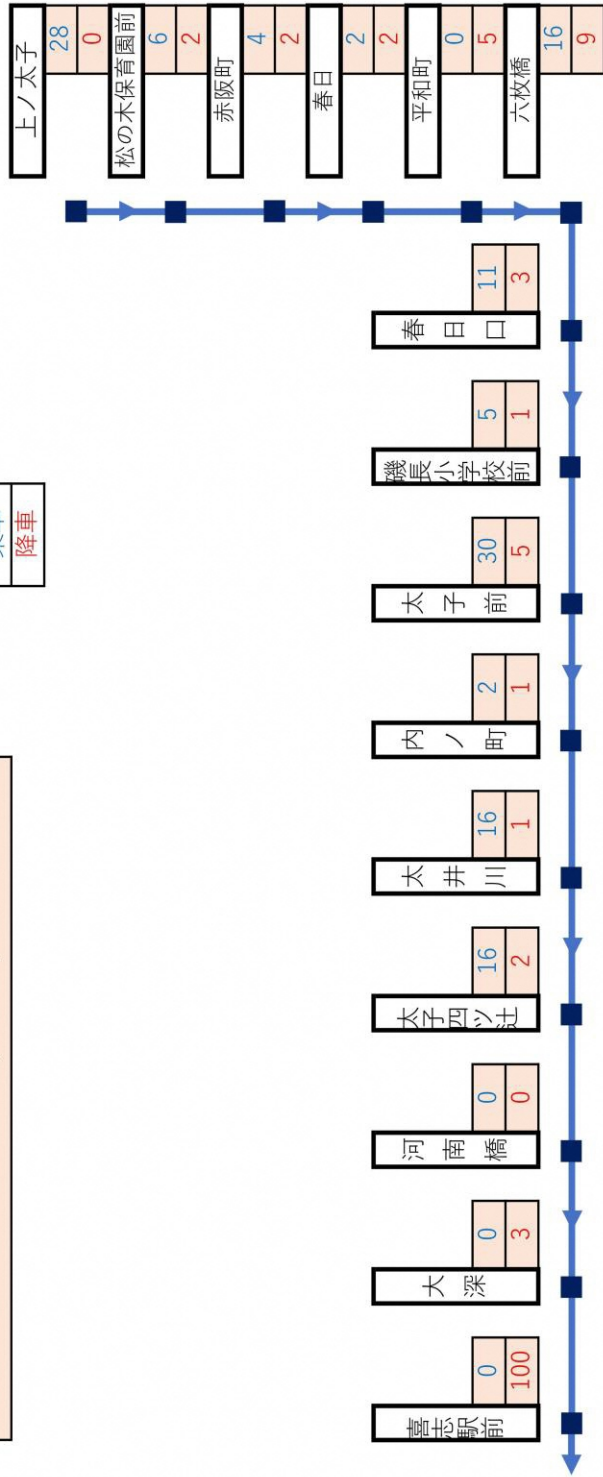 降車
上ノ太子
28
0
松の木保育園前
6
2
赤阪町
4
2
春日
2
2
平和町
0
5
六枚橋
16
9
春日口
11
3
磯長小学校前
5
1
太子前
30
5
内ノ町
2
1
太井川
16
1
太子四ツ辻
16
2
河南橋
0
0
大深
0
3
喜志駅前
0
100